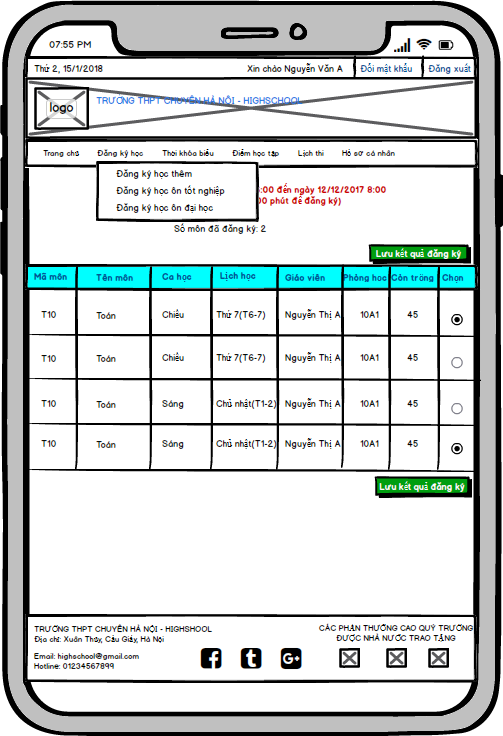 07:55 PM
Thứ 2, 15/1/2018 Xin chào Nguyễn Văn A Đổi mật khẩu Đăng xuất
logo
TRƯỜNG THPT CHUYÊN HÀ NỘI - HIGHSCHOOL
Trang chủ Đăng ký học Thời khóa biểu Điểm học tập Lịch thi Hồ sơ cá nhân
Đăng ký học thêm
Đăng ký học ôn tốt nghiệp
Đăng ký học ôn đại học
:00 đến ngày 12/12/2017 8:00
00 phút để đăng ký)
Số môn đã đăng ký: 2
Lưu kết quả đăng ký
Mã môn Tên môn Ca học Lịch học Giáo viên Phòng học Còn trống Chọn
T10 Toán Chiều Thứ 7(T6-7) Nguyễn Thị A 10A1 45
T10 Toán Chiều Thứ 7(T6-7) Nguyễn Thị A 10A1 45
T10 Toán Sáng Chủ nhật(T1-2) Nguyễn Thị A 10A1 45
T10 Toán Sáng Chủ nhật(T1-2) Nguyễn Thị A 10A1 45
Lưu kết quả đăng ký
TRƯỜNG THPT CHUYÊN HÀ NỘI - HIGHSHOOL
Địa chỉ: Xuân Thủy, Cầu Giấy, Hà Nội
Email: highschool@gmail.com
Hotline: 01234567899
CÁC PHẦN THƯỞNG CAO QUÝ TRƯỜNG
ĐƯỢC NHÀ NƯỚC TRAO TẶNG